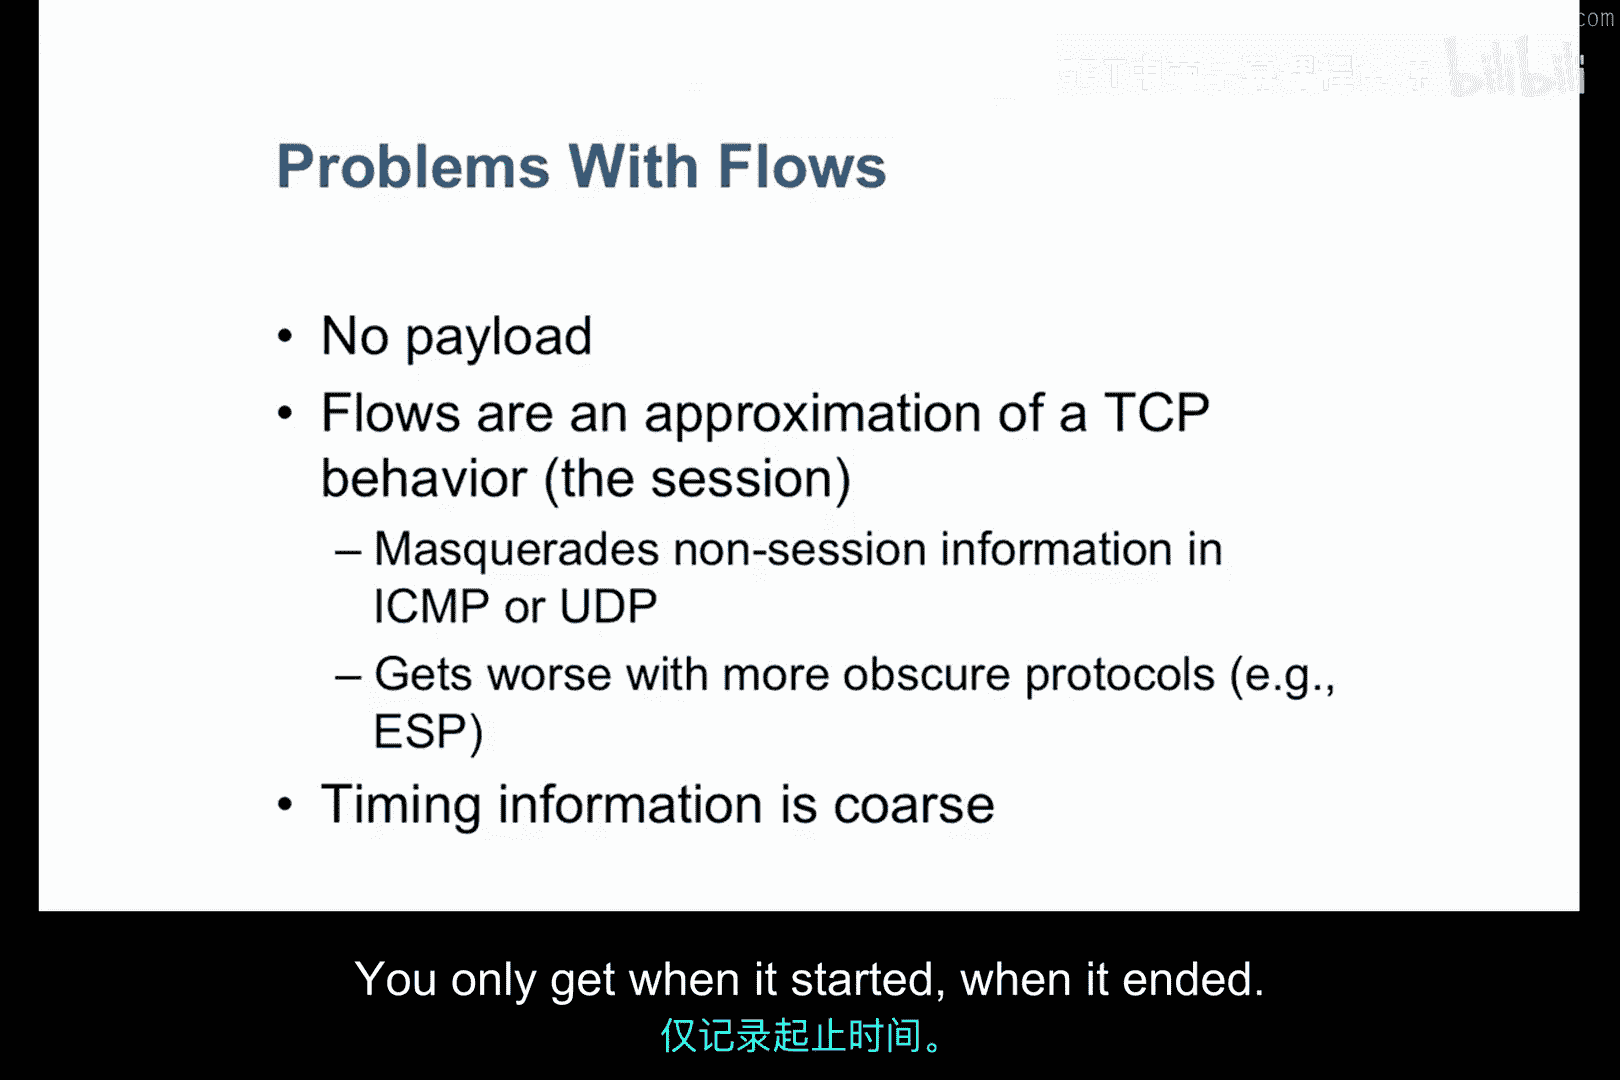 com
bilibili
Problems With Flows
• No payload
• Flows are an approximation of a TCP
behavior (the session)
– Masquerades non-session information in
ICMP or UDP
– Gets worse with more obscure protocols (e.g.,
ESP)
• Timing information is coarse
You only get when it started, when it ended.
仅记录起止时间。